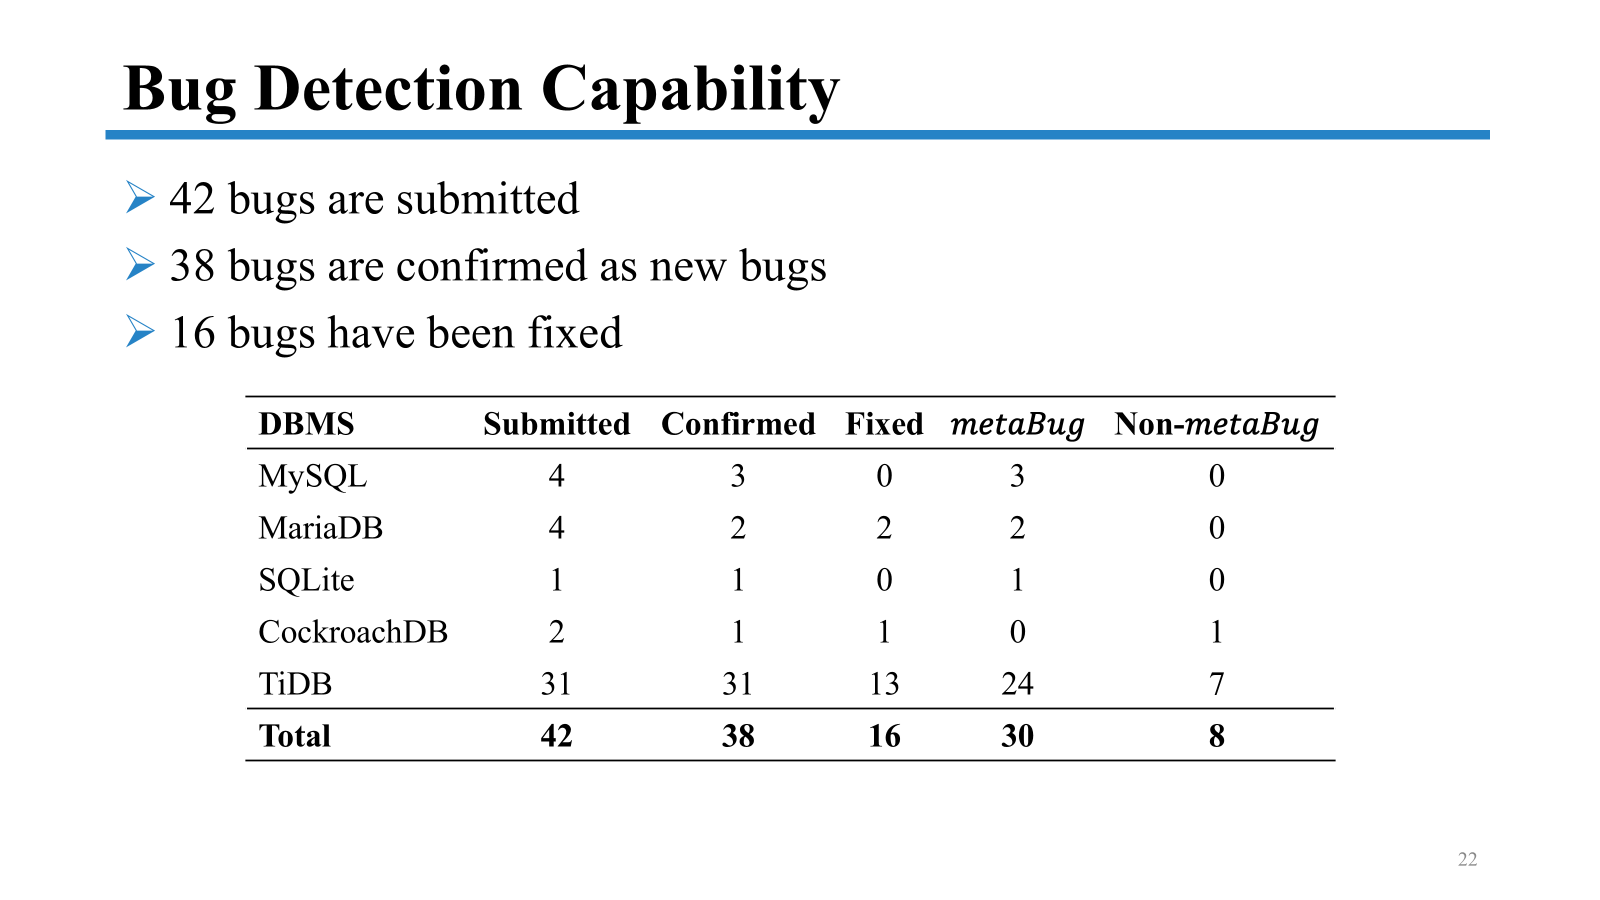 Bug Detection Capability
➢ 42 bugs are submitted
➢ 38 bugs are confirmed as new bugs
➢ 16 bugs have been fixed
DBMS Submitted Confirmed Fixed metaBug Non-metaBug
MySQL 4 3 0 3 0
MariaDB 4 2 2 2 0
SQLite 1 1 0 1 0
CockroachDB 2 1 1 0 1
TiDB 31 31 13 24 7
Total 42 38 16 30 8
22